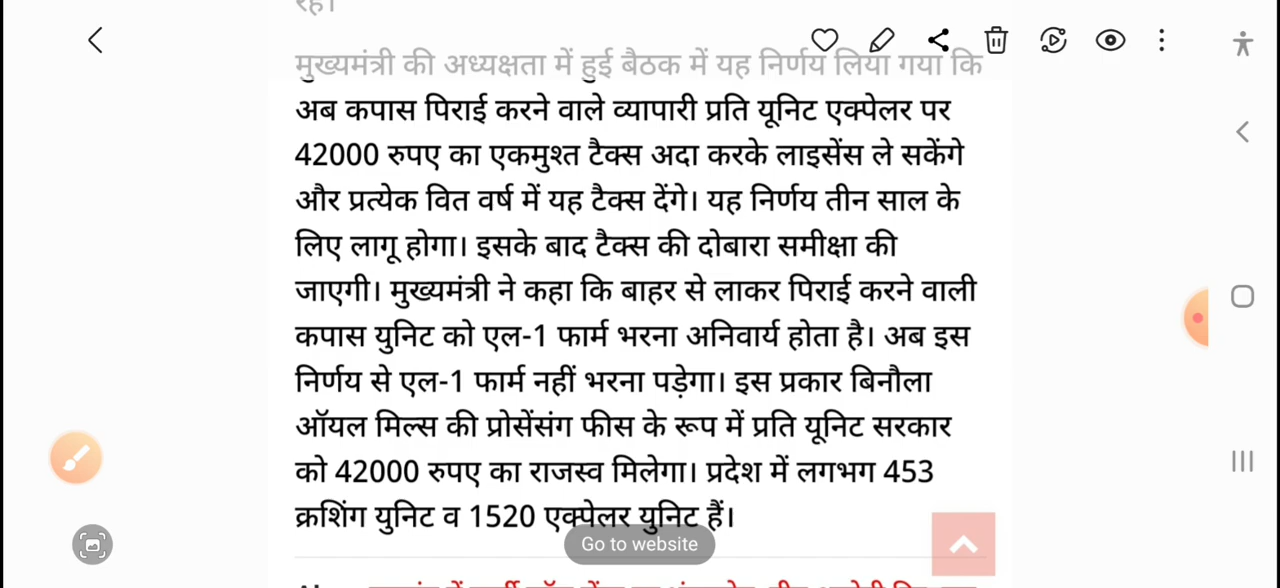 रहे।
मुख्यमंत्री की अध्यक्षता में हुई बैठक में यह निर्णय लिया गया कि
अब कपास पिराई करने वाले व्यापारी प्रति यूनिट एक्पेलर पर
42000 रुपए का एकमुश्त टैक्स अदा करके लाइसेंस ले सकेंगे
और प्रत्येक वित वर्ष में यह टैक्स देंगे। यह निर्णय तीन साल के
लिए लागू होगा। इसके बाद टैक्स की दोबारा समीक्षा की
जाएगी। मुख्यमंत्री ने कहा कि बाहर से लाकर पिराई करने वाली
कपास युनिट को एल-1 फार्म भरना अनिवार्य होता है। अब इस
निर्णय से एल-1 फार्म नहीं भरना पड़ेगा। इस प्रकार बिनौला
ऑयल मिल्स की प्रोसेंसंग फीस के रूप में प्रति यूनिट सरकार
को 42000 रुपए का राजस्व मिलेगा। प्रदेश में लगभग 453
क्रशिंग युनिट व 1520 एक्पेलर युनिट हैं।
Go to website